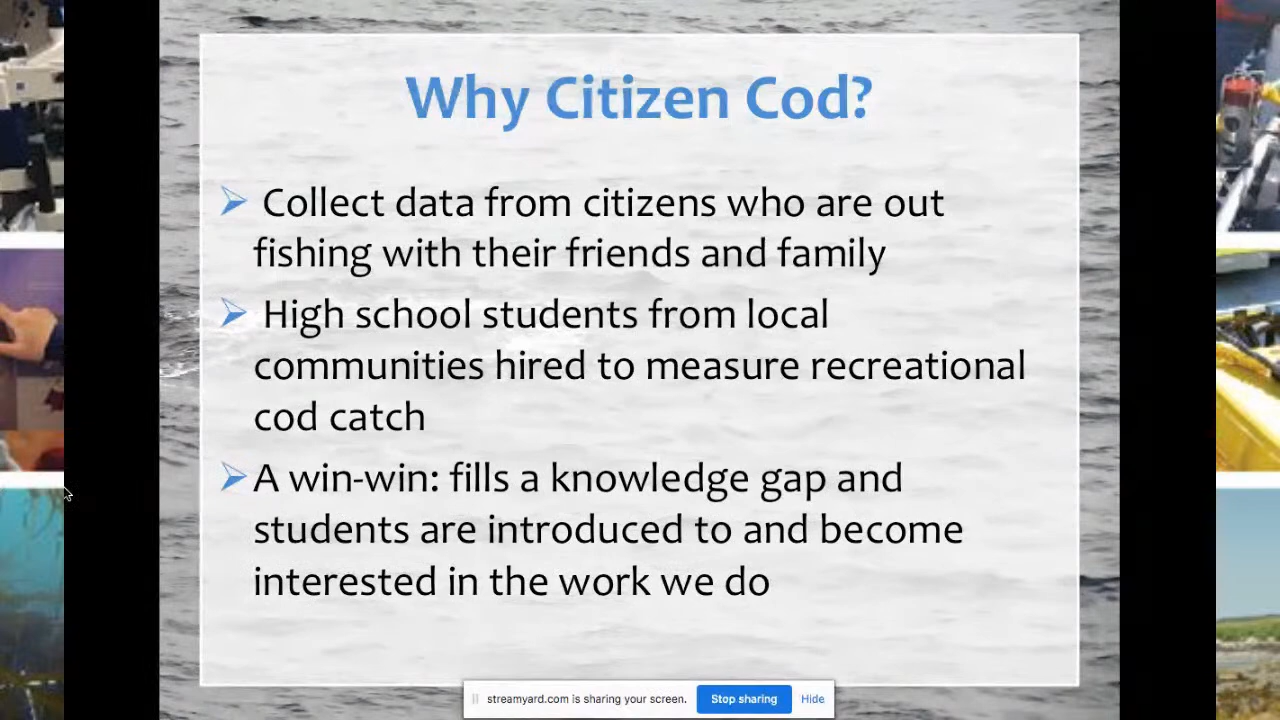 Why Citizen Cod?
Collect data from citizens who are out
fishing with their friends and family
High school students from local
communities hired to measure recreational
cod catch
A win-win: fills a knowledge gap and
students are introduced to and become
interested in the work we do
streamyard.com is sharing your screen. Stop sharing Hide